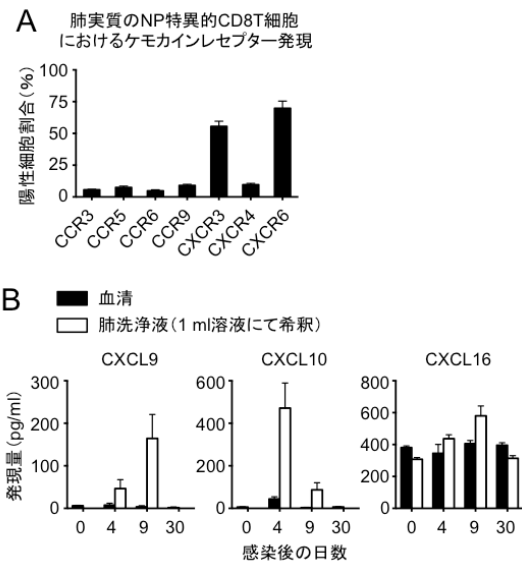 A
肺実質のNP特異的CD8T細胞
におけるケモカインレセプター発現
陽性細胞割合(%)
100
75
50
25
0
CCR3
CCR5
CCR6
CCR9
CXCR3
CXCR4
CXCR6
B
血清
肺洗浄液(1 ml溶液にて希釈)
発現量(pg/ml)
CXCL9
300
200
100
0
0 4 9 30
CXCL10
600
400
200
0
0 4 9 30
CXCL16
800
600
400
200
0
0 4 9 30
感染後の日数